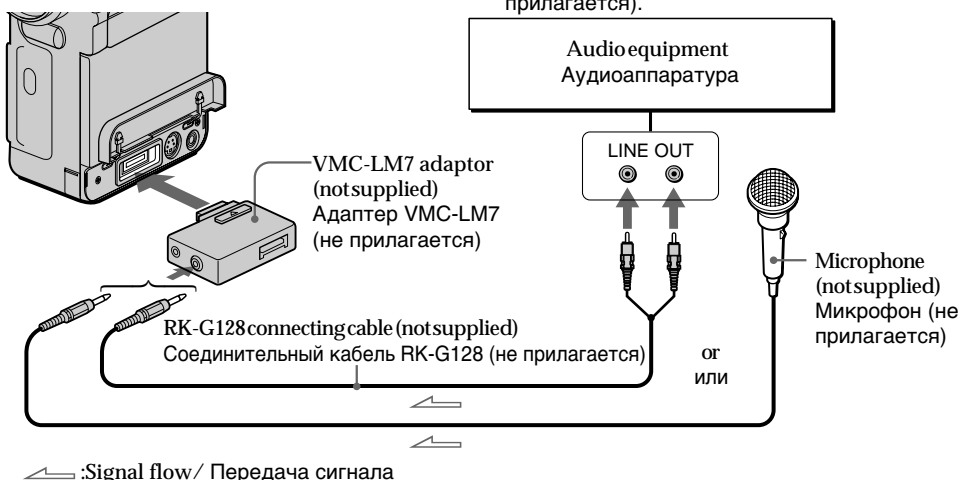 прилагается).
Audio equipment
Аудиоаппаратура
LINE OUT
VMC-LM7 adaptor
(not supplied)
Адаптер VMC-LM7
(не прилагается)
Microphone
(not supplied)
Микрофон (не
прилагается)
RK-G128 connecting cable (not supplied)
Соединительный кабель RK-G128 (не прилагается)
or
или
:Signal flow/ Передача сигнала